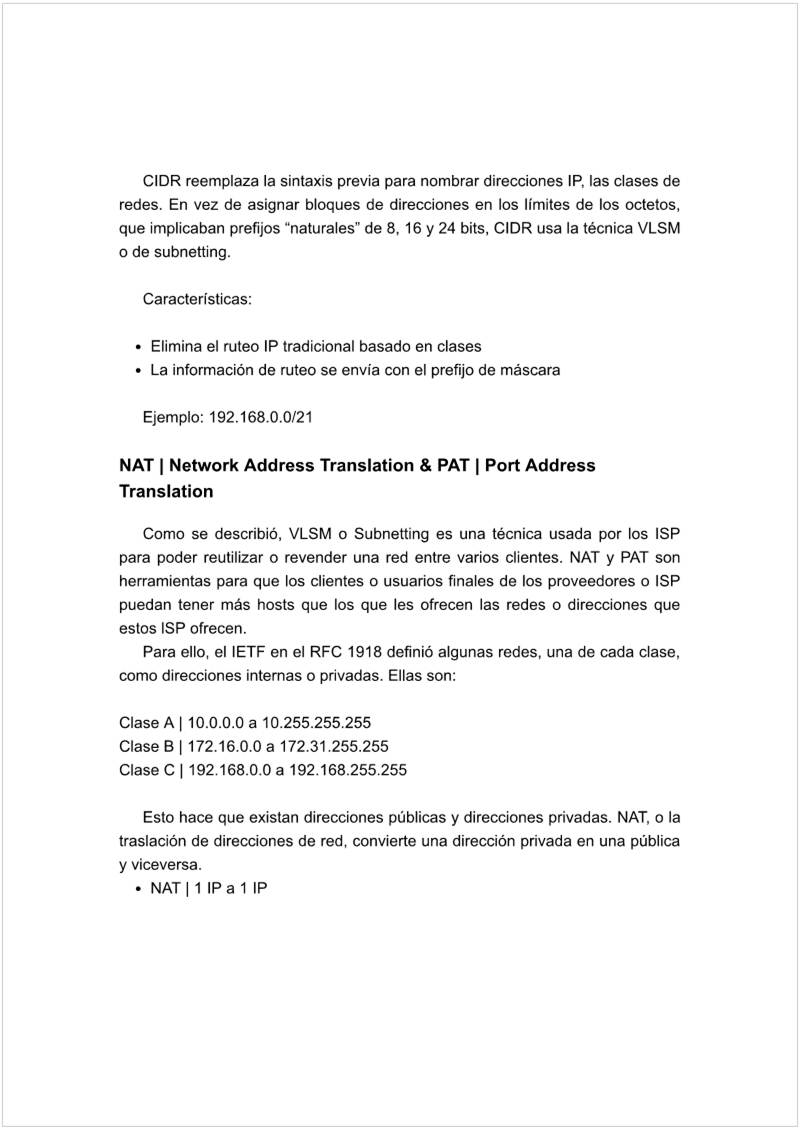 CIDR reemplaza la sintaxis previa para nombrar direcciones IP, las clases de
redes. En vez de asignar bloques de direcciones en los límites de los octetos,
que implicaban prefijos “naturales” de 8, 16 y 24 bits, CIDR usa la técnica VLSM
o de subnetting.
Características:
• Elimina el ruteo IP tradicional basado en clases
• La información de ruteo se envía con el prefijo de máscara
Ejemplo: 192.168.0.0/21
NAT | Network Address Translation & PAT | Port Address
Translation
Como se describió, VLSM o Subnetting es una técnica usada por los ISP
para poder reutilizar o revender una red entre varios clientes. NAT y PAT son
herramientas para que los clientes o usuarios finales de los proveedores o ISP
puedan tener más hosts que los que les ofrecen las redes o direcciones que
estos ISP ofrecen.
Para ello, el IETF en el RFC 1918 definió algunas redes, una de cada clase,
como direcciones internas o privadas. Ellas son:
Clase A | 10.0.0.0 a 10.255.255.255
Clase B | 172.16.0.0 a 172.31.255.255
Clase C | 192.168.0.0 a 192.168.255.255
Esto hace que existan direcciones públicas y direcciones privadas. NAT, o la
traslación de direcciones de red, convierte una dirección privada en una pública
y viceversa.
• NAT | 1 IP a 1 IP